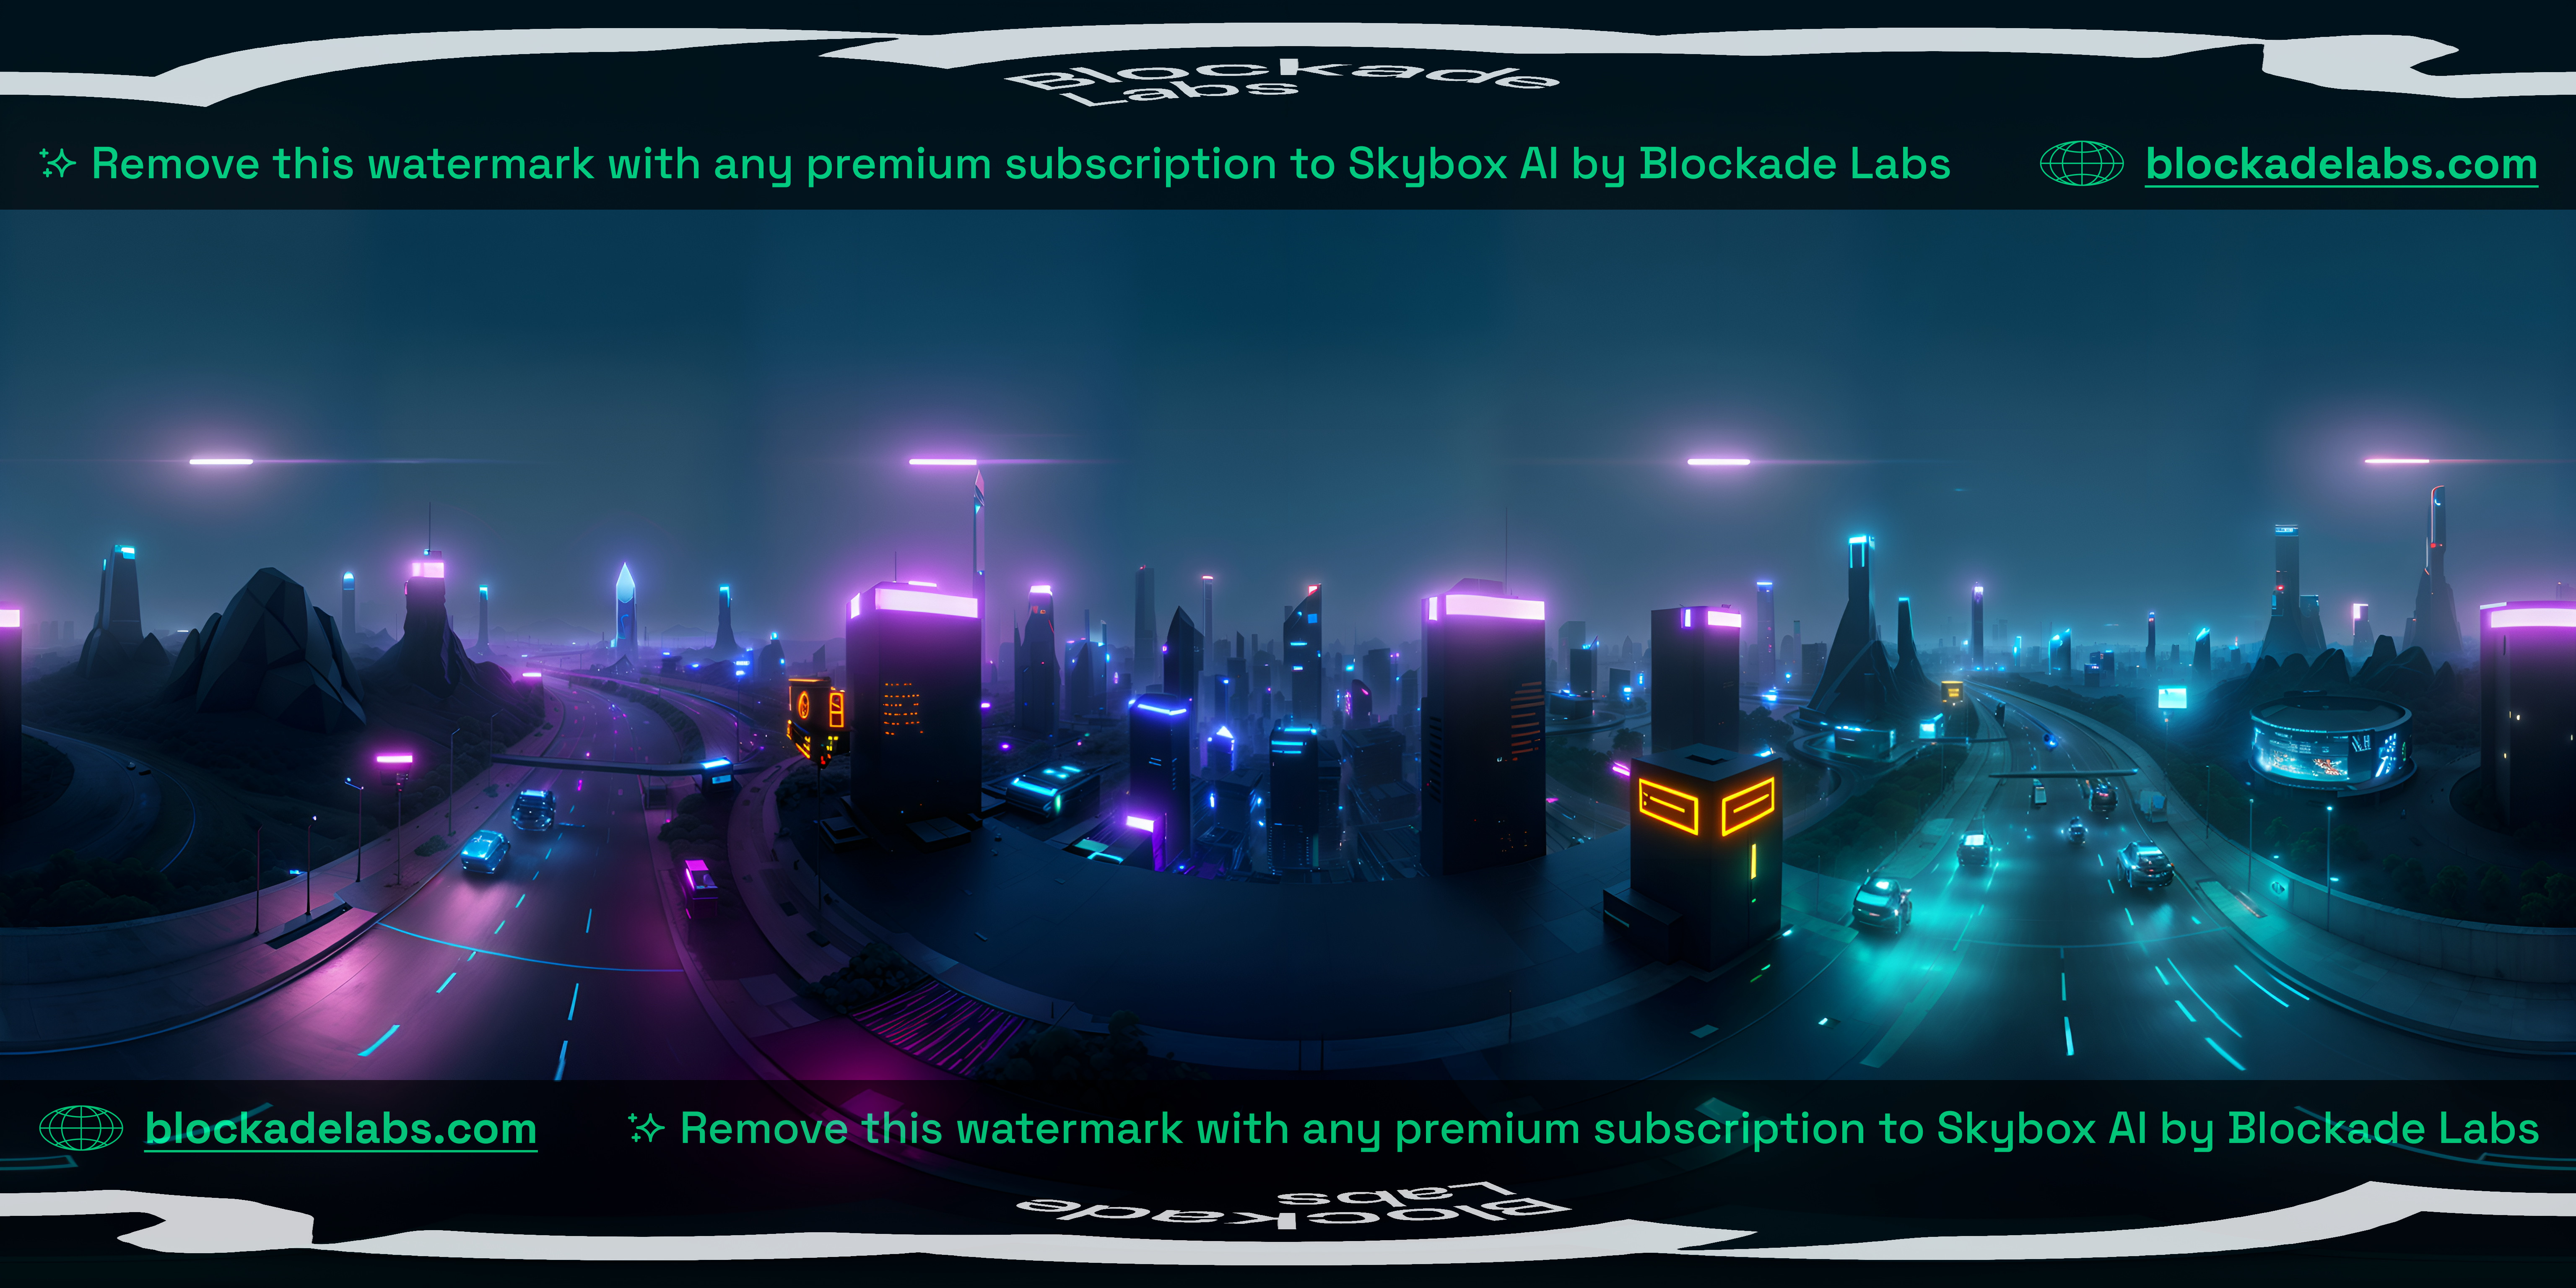 Blockade
Labs
Remove this watermark with any premium subscription to Skybox AI by Blockade Labs
blockadelabs.com
blockadelabs.com
Remove this watermark with any premium subscription to Skybox AI by Blockade Labs
Labs
Blockade